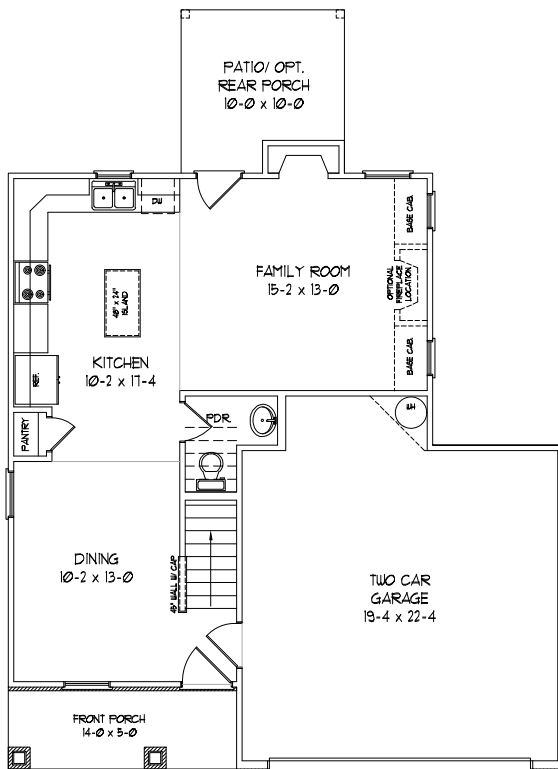 PATIO/ OPT.
REAR PORCH
10-0 x 10-0
DW
BASE CAB.
FAMILY ROOM
15-2 x 13-0
OPTIONAL
FIREPLACE
LOCATION
48" x 24"
ISLAND
BASE CAB.
KITCHEN
10-2 x 17-4
REF.
PANTRY
PDR.
DINING
10-2 x 13-0
48" WALL W/ CAP
TWO CAR
GARAGE
19-4 x 22-4
FRONT PORCH
14-0 x 5-0